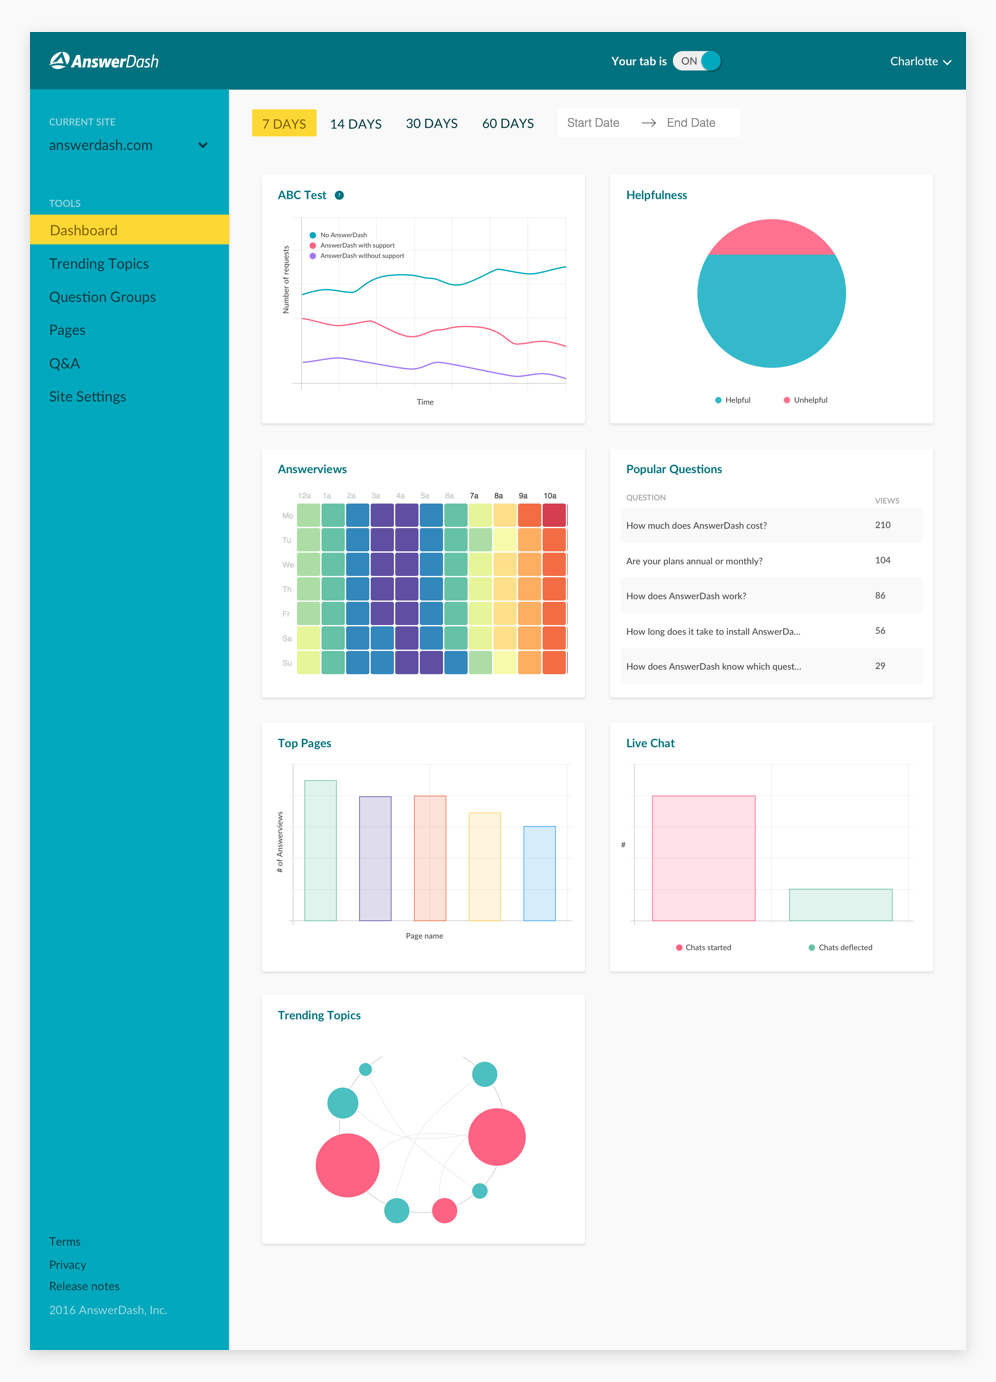 AnswerDash
Your tab is ON
Charlotte
CURRENT SITE
answerdash.com
TOOLS
Dashboard
Trending Topics
Question Groups
Pages
Q&A
Site Settings
Terms
Privacy
Release notes
2016 AnswerDash, Inc.
7 DAYS 14 DAYS 30 DAYS 60 DAYS Start Date → End Date
ABC Test
No AnswerDash
AnswerDash with support
AnswerDash without support
Number of requests
Time
Helpfulness
Helpful Unhelpful
Answerviews
12a 1a 2a 3a 4a 5a 6a 7a 8a 9a 10a
Mo
Tu
We
Th
Fr
Sa
Su
Popular Questions
QUESTION VIEWS
How much does AnswerDash cost? 210
Are your plans annual or monthly? 104
How does AnswerDash work? 86
How long does it take to install AnswerDa... 56
How does AnswerDash know which quest... 29
Top Pages
# of Answerviews
Page name
Live Chat
#
Chats started Chats deflected
Trending Topics